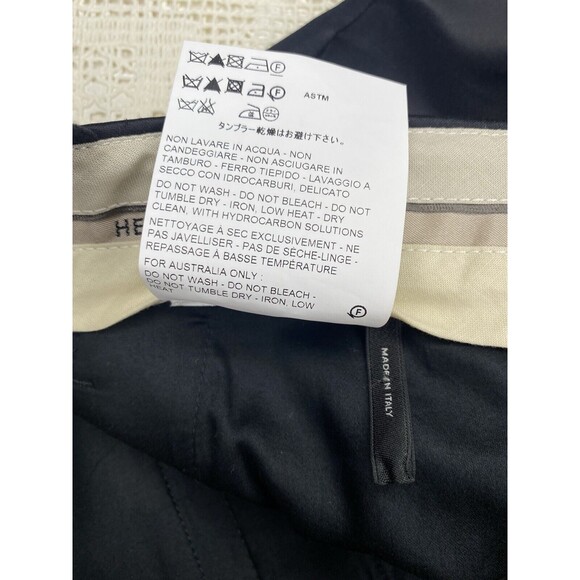 F
F
ASTM
タンブラー乾燥はお避け下さい。
NON LAVARE IN ACQUA - NON
CANDEGGIARE - NON ASCIUGARE IN
TAMBURO - FERRO TIEPIDO - LAVAGGIO A
SECCO CON IDROCARBURI, DELICATO
DO NOT WASH - DO NOT BLEACH - DO
NOT TUMBLE DRY - IRON, LOW HEAT - DRY
CLEAN, WITH HYDROCARBON SOLUTIONS
NETTOYAGE À SEC EXCLUSIVEMENT - NE
PAS JAVELLISER - PAS DE SÈCHE-LINGE -
REPASSAGE À BASSE TEMPÉRATURE
FOR AUSTRALIA ONLY :
DO NOT WASH - DO NOT BLEACH -
DO NOT TUMBLE DRY - IRON, LOW
HEAT
F
MADE IN ITALY